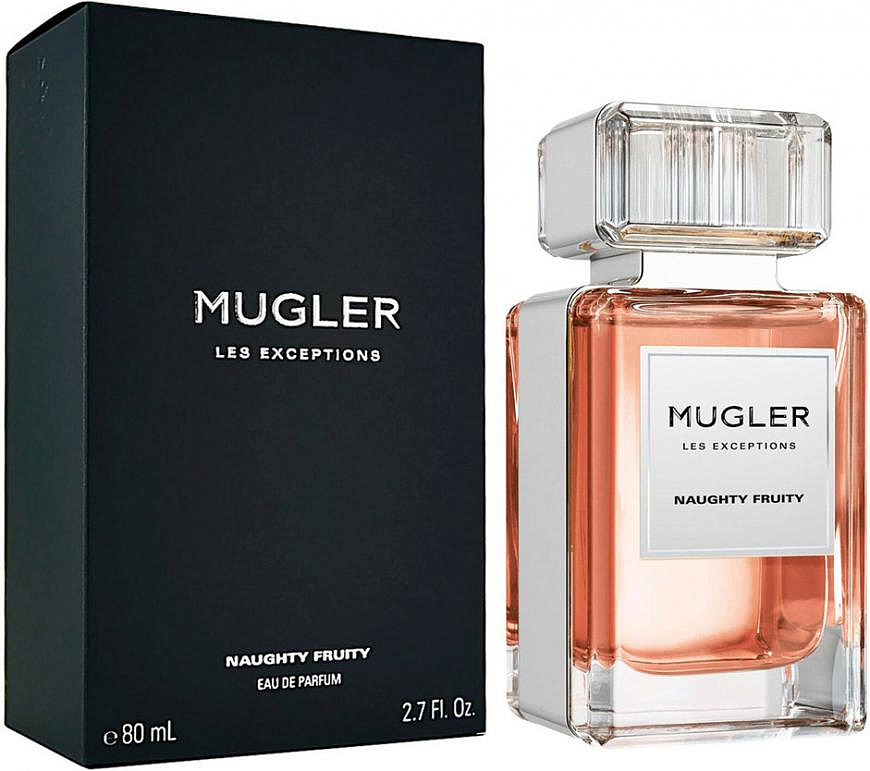 MUGLER
LES EXCEPTIONS
NAUGHTY FRUITY
EAU DE PARFUM
℮ 80 mL
2.7 Fl. Oz.
MUGLER
LES EXCEPTIONS
NAUGHTY FRUITY